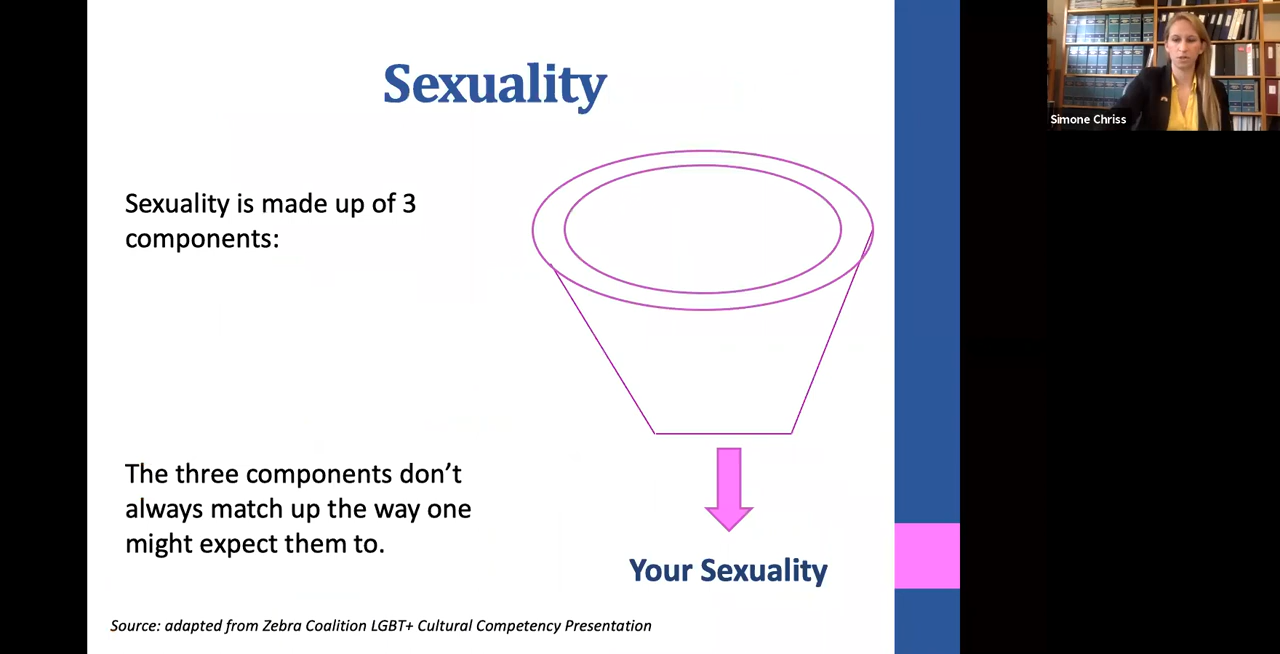 Sexuality
Simone Chriss
Sexuality is made up of 3
components:
The three components don’t
always match up the way one
might expect them to.
Your Sexuality
Source: adapted from Zebra Coalition LGBT+ Cultural Competency Presentation